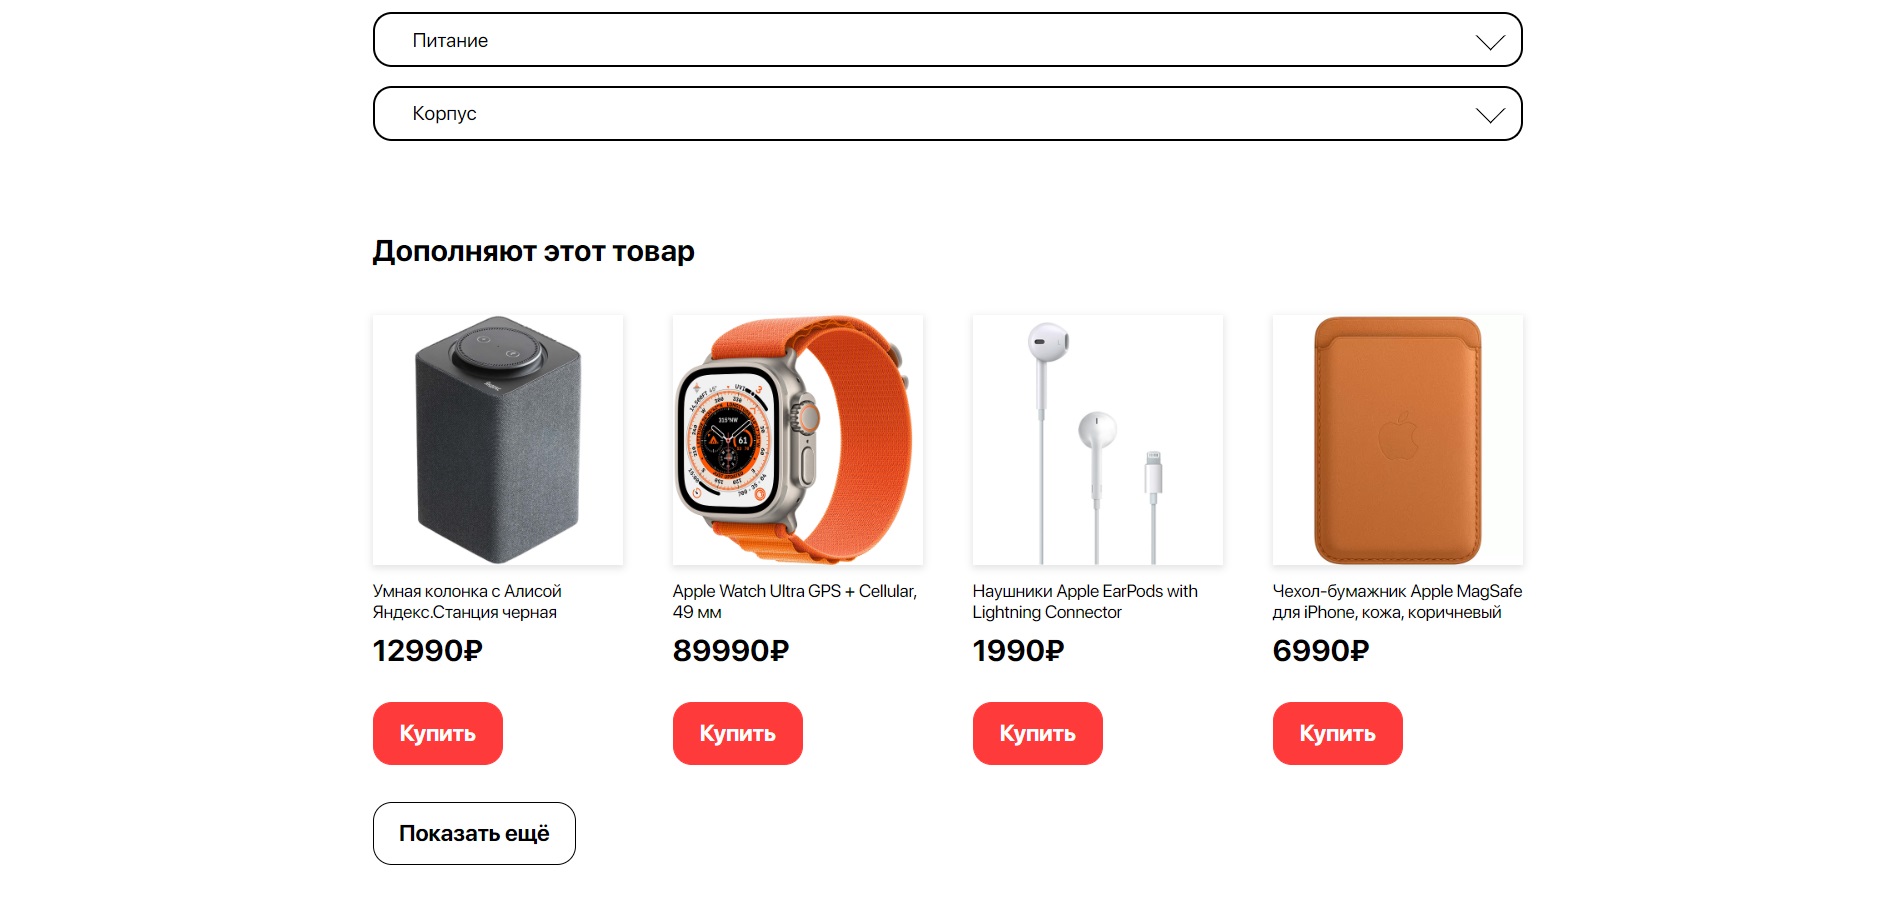 Питание
Корпус
Дополняют этот товар
Умная колонка с Алисой
Яндекс.Станция черная
12990₽
Купить
Apple Watch Ultra GPS + Cellular,
49 мм
89990₽
Купить
Наушники Apple EarPods with
Lightning Connector
1990₽
Купить
Чехол-бумажник Apple MagSafe
для iPhone, кожа, коричневый
6990₽
Купить
Показать ещё